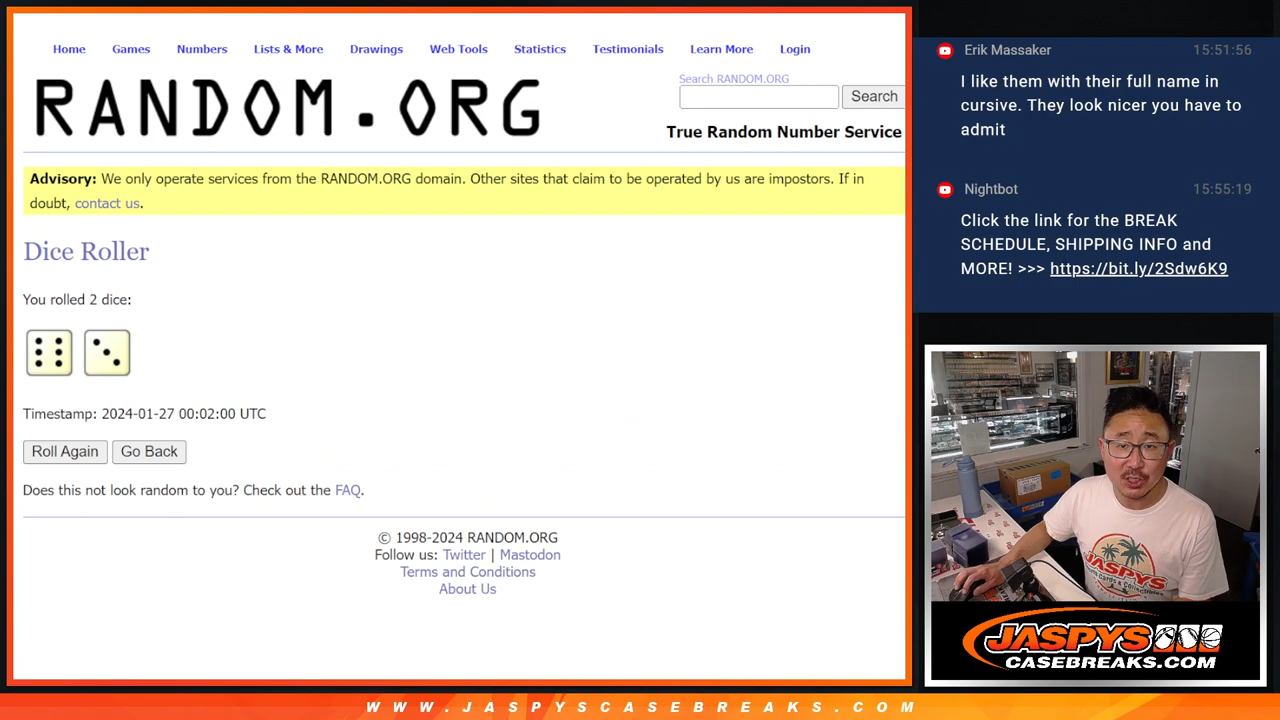 Home Games Numbers Lists & More Drawings Web Tools Statistics Testimonials Learn More Login
RANDOM.ORG
Search RANDOM.ORG
Search
True Random Number Service
Advisory: We only operate services from the RANDOM.ORG domain. Other sites that claim to be operated by us are impostors. If in
doubt, contact us.
Dice Roller
You rolled 2 dice:
Timestamp: 2024-01-27 00:02:00 UTC
Roll Again Go Back
Does this not look random to you? Check out the FAQ.
© 1998-2024 RANDOM.ORG
Follow us: Twitter | Mastodon
Terms and Conditions
About Us
Erik Massaker 15:51:56
I like them with their full name in
cursive. They look nicer you have to
admit
Nightbot 15:55:19
Click the link for the BREAK
SCHEDULE, SHIPPING INFO and
MORE! >>> https://bit.ly/2Sdw6K9
JASPYS
JASPYS
CASEBREAKS.COM
WWW.JASPYSCASEBREAKS.COM